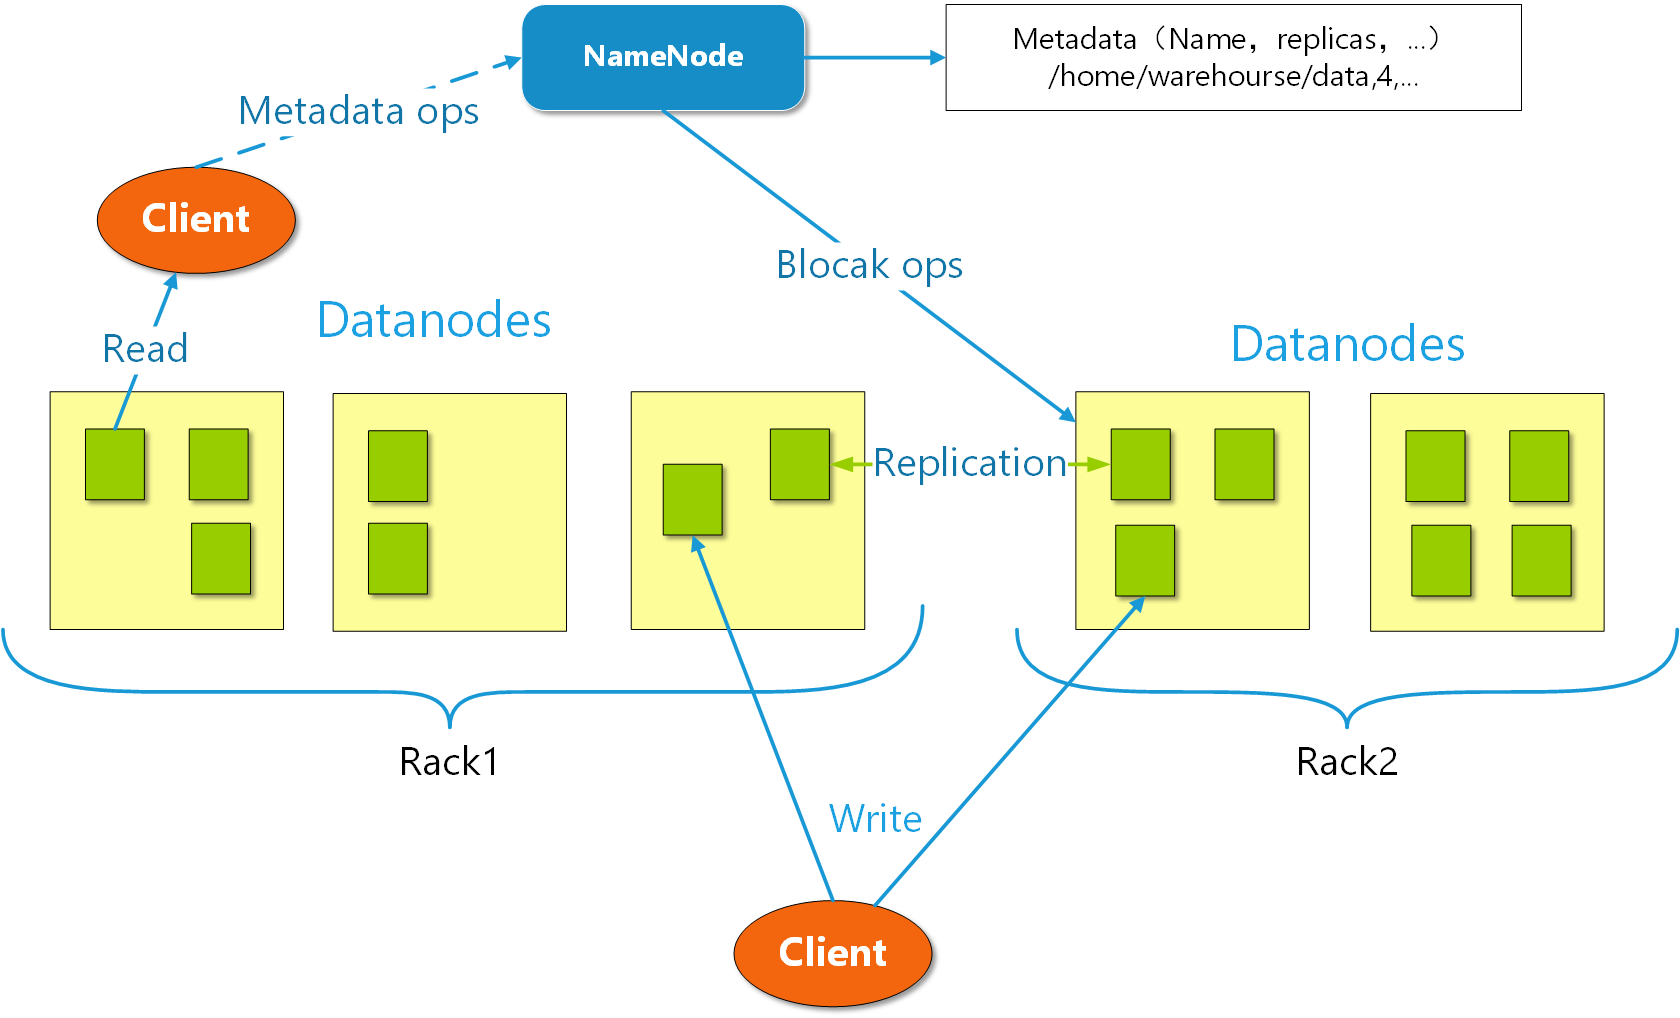 NameNode
Metadata（Name，replicas，...）
/home/warehourse/data,4,...
Metadata ops
Client
Blocak ops
Datanodes
Datanodes
Read
Replication
Rack1
Rack2
Write
Client